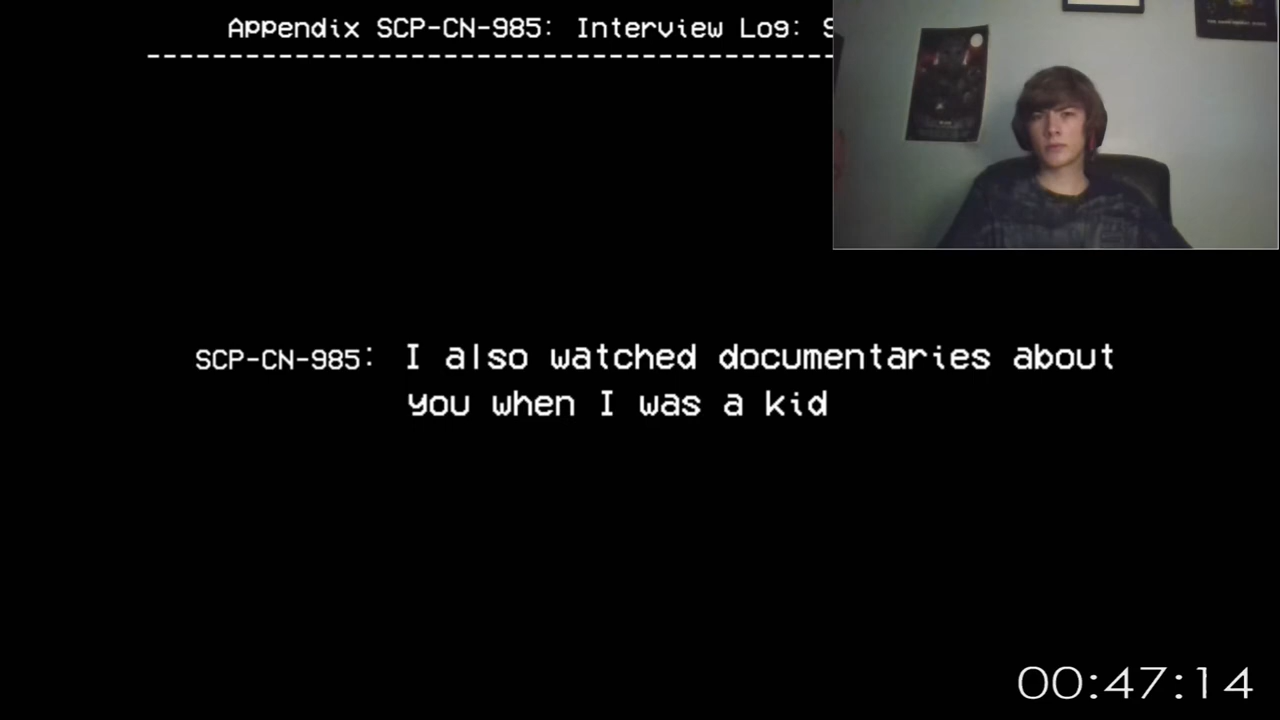 Appendix SCP-CN-985: Interview Log:
SCP-CN-985: I also watched documentaries about
you when I was a kid
00:47:14